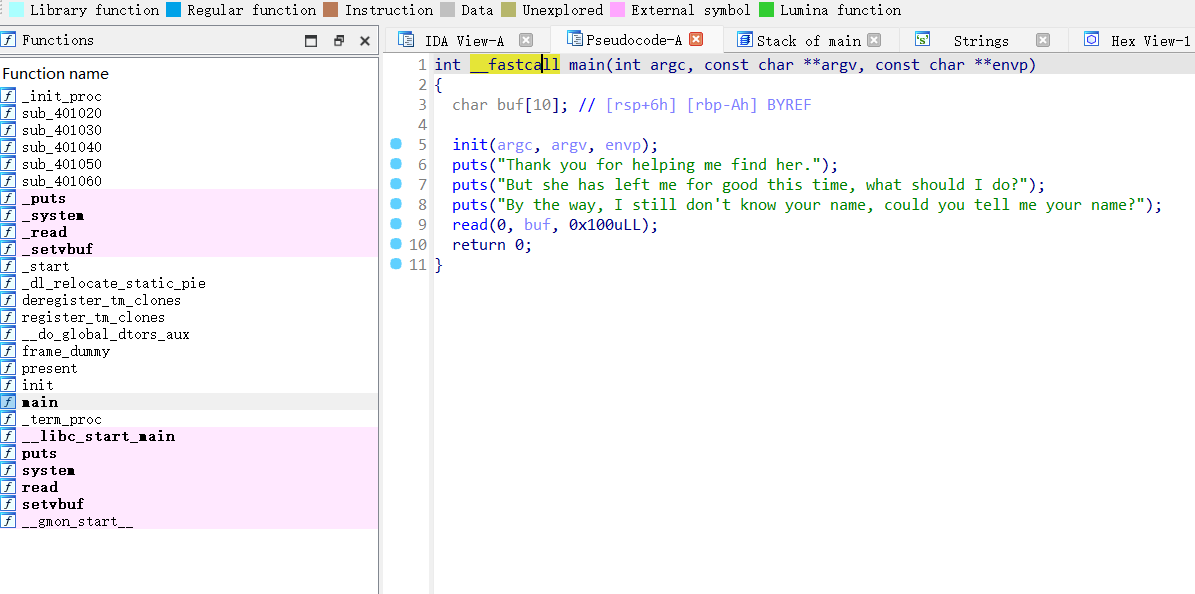 Library function Regular function Instruction Data Unexplored External symbol Lumina function
Functions
Function name
f _init_proc
f sub_401020
f sub_401030
f sub_401040
f sub_401050
f sub_401060
f _puts
f _system
f _read
f _setvbuf
f _start
f _dl_relocate_static_pie
f deregister_tm_clones
f register_tm_clones
f __do_global_dtors_aux
f frame_dummy
f present
f init
f main
f _term_proc
f __libc_start_main
f puts
f system
f read
f setvbuf
f __gmon_start__
IDA View-A Pseudocode-A Stack of main Strings Hex View-1
1 int __fastcall main(int argc, const char **argv, const char **envp)
2 {
3 char buf[10]; // [rsp+6h] [rbp-Ah] BYREF
4
5 init(argc, argv, envp);
6 puts("Thank you for helping me find her.");
7 puts("But she has left me for good this time, what should I do?");
8 puts("By the way, I still don't know your name, could you tell me your name?");
9 read(0, buf, 0x100uLL);
10 return 0;
11 }